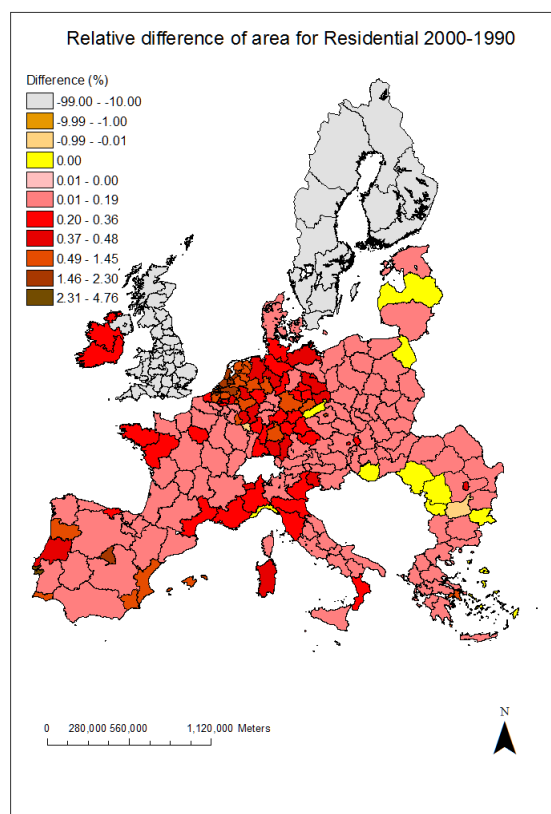 Relative difference of area for Residential 2000-1990
Difference (%)
-99.00 - -10.00
-9.99 - -1.00
-0.99 - -0.01
0.00
0.01 - 0.00
0.01 - 0.19
0.20 - 0.36
0.37 - 0.48
0.49 - 1.45
1.46 - 2.30
2.31 - 4.76
0 280,000 560,000 1,120,000 Meters
N